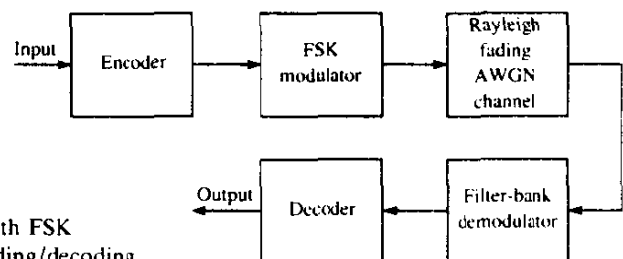 Input
Encoder
FSK
modulator
Rayleigh
fading
AWGN
channel
Output
Decoder
Filter-bank
demodulator
th FSK
ding/decoding